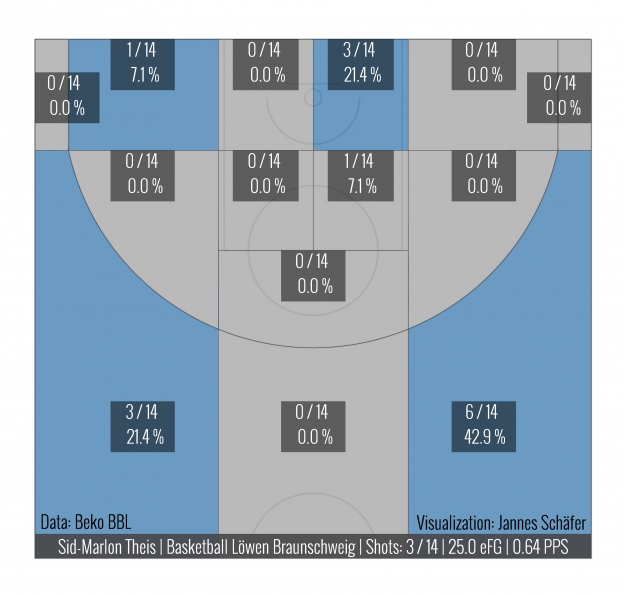 1 / 14
7.1 %
0 / 14
0.0 %
3 / 14
21.4 %
0 / 14
0.0 %
0 / 14
0.0 %
0 / 14
0.0 %
0 / 14
0.0 %
0 / 14
0.0 %
1 / 14
7.1 %
0 / 14
0.0 %
0 / 14
0.0 %
3 / 14
21.4 %
0 / 14
0.0 %
6 / 14
42.9 %
Data: Beko BBL
Visualization: Jannes Schäfer
Sid-Marlon Theis | Basketball Löwen Braunschweig | Shots: 3 / 14 | 25.0 eFG | 0.64 PPS